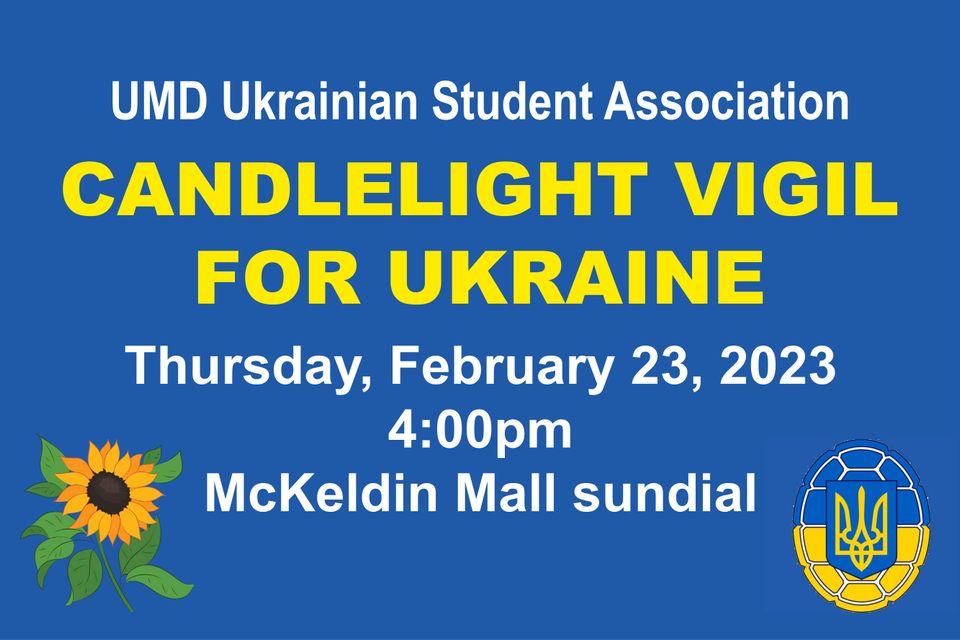 UMD Ukrainian Student Association
CANDLELIGHT VIGIL
FOR UKRAINE
Thursday, February 23, 2023
4:00pm
McKeldin Mall sundial